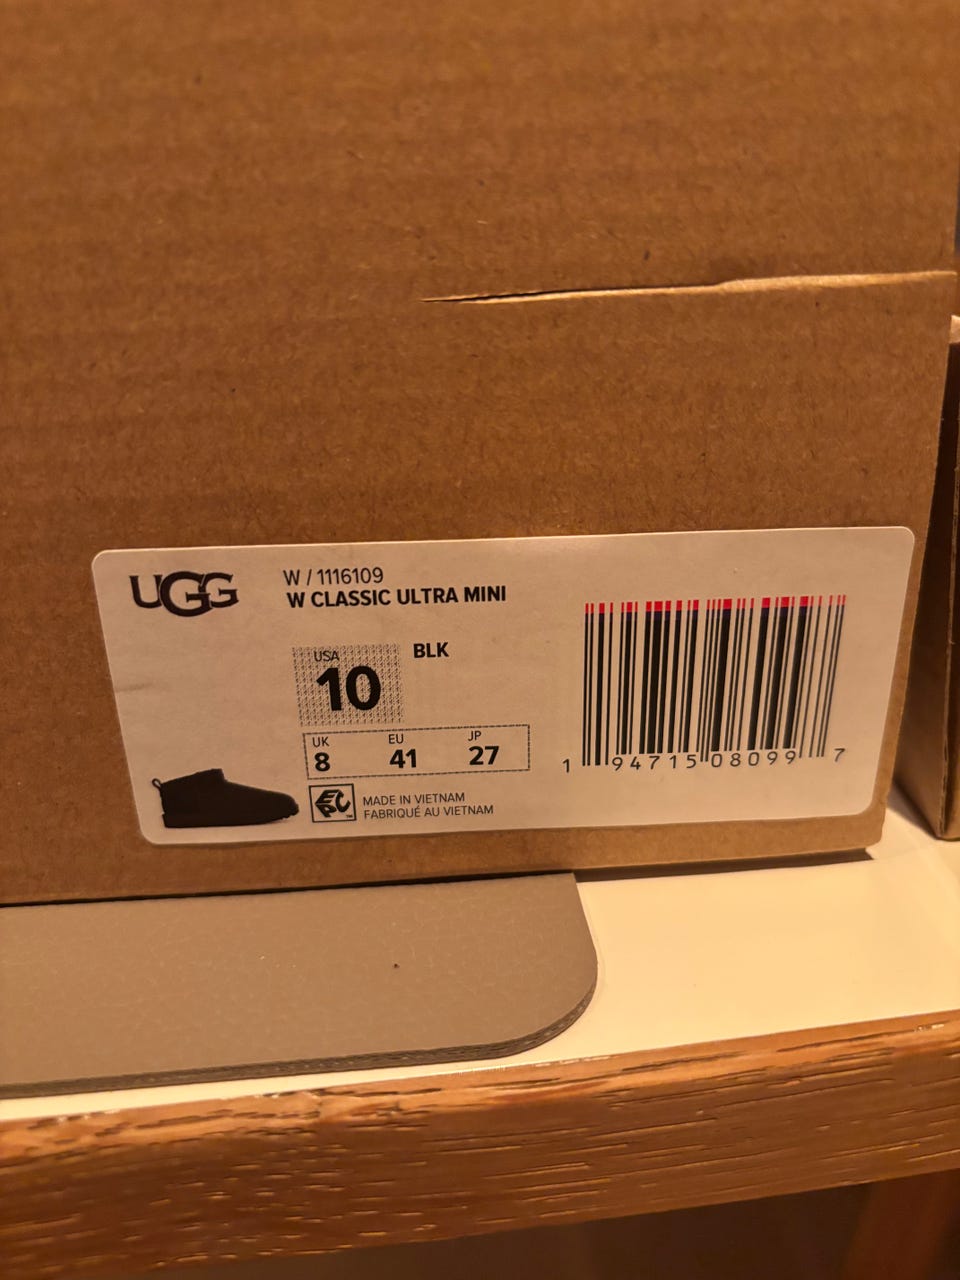 UGG
W / 1116109
W CLASSIC ULTRA MINI
USA
10
BLK
UK EU JP
8 41 27
EPC™
MADE IN VIETNAM
FABRIQUÉ AU VIETNAM
1 94715 08099 7